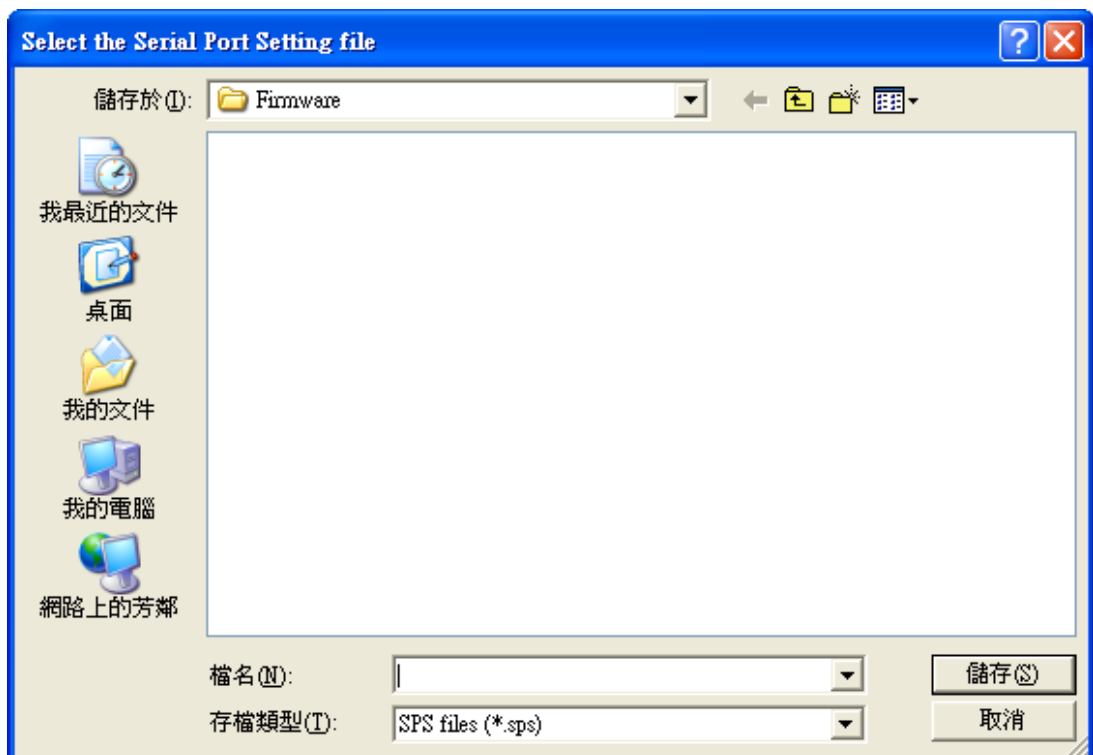 Select the Serial Port Setting file
儲存於(I):
Firmware
我最近的文件
桌面
我的文件
我的電腦
網路上的芳鄰
檔名(N):
儲存(S)
存檔類型(T):
SPS files (*.sps)
取消